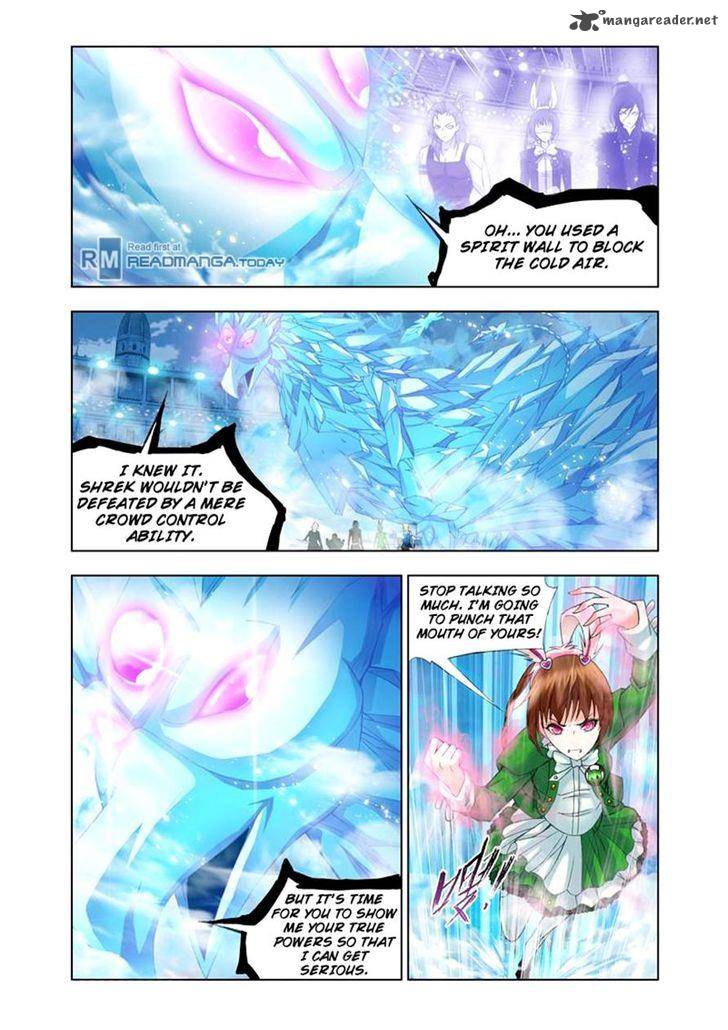 mangareader.net
OH... YOU USED A
SPIRIT WALL TO BLOCK
THE COLD AIR.
Read first at
RM READMANGA.TODAY
I KNEW IT.
SHREK WOULDN'T BE
DEFEATED BY A MERE
CROWD CONTROL
ABILITY.
STOP TALKING SO
MUCH. I'M GOING
TO PUNCH THAT
MOUTH OF YOURS!
BUT IT'S TIME
FOR YOU TO SHOW
ME YOUR TRUE
POWERS SO THAT
I CAN GET
SERIOUS.